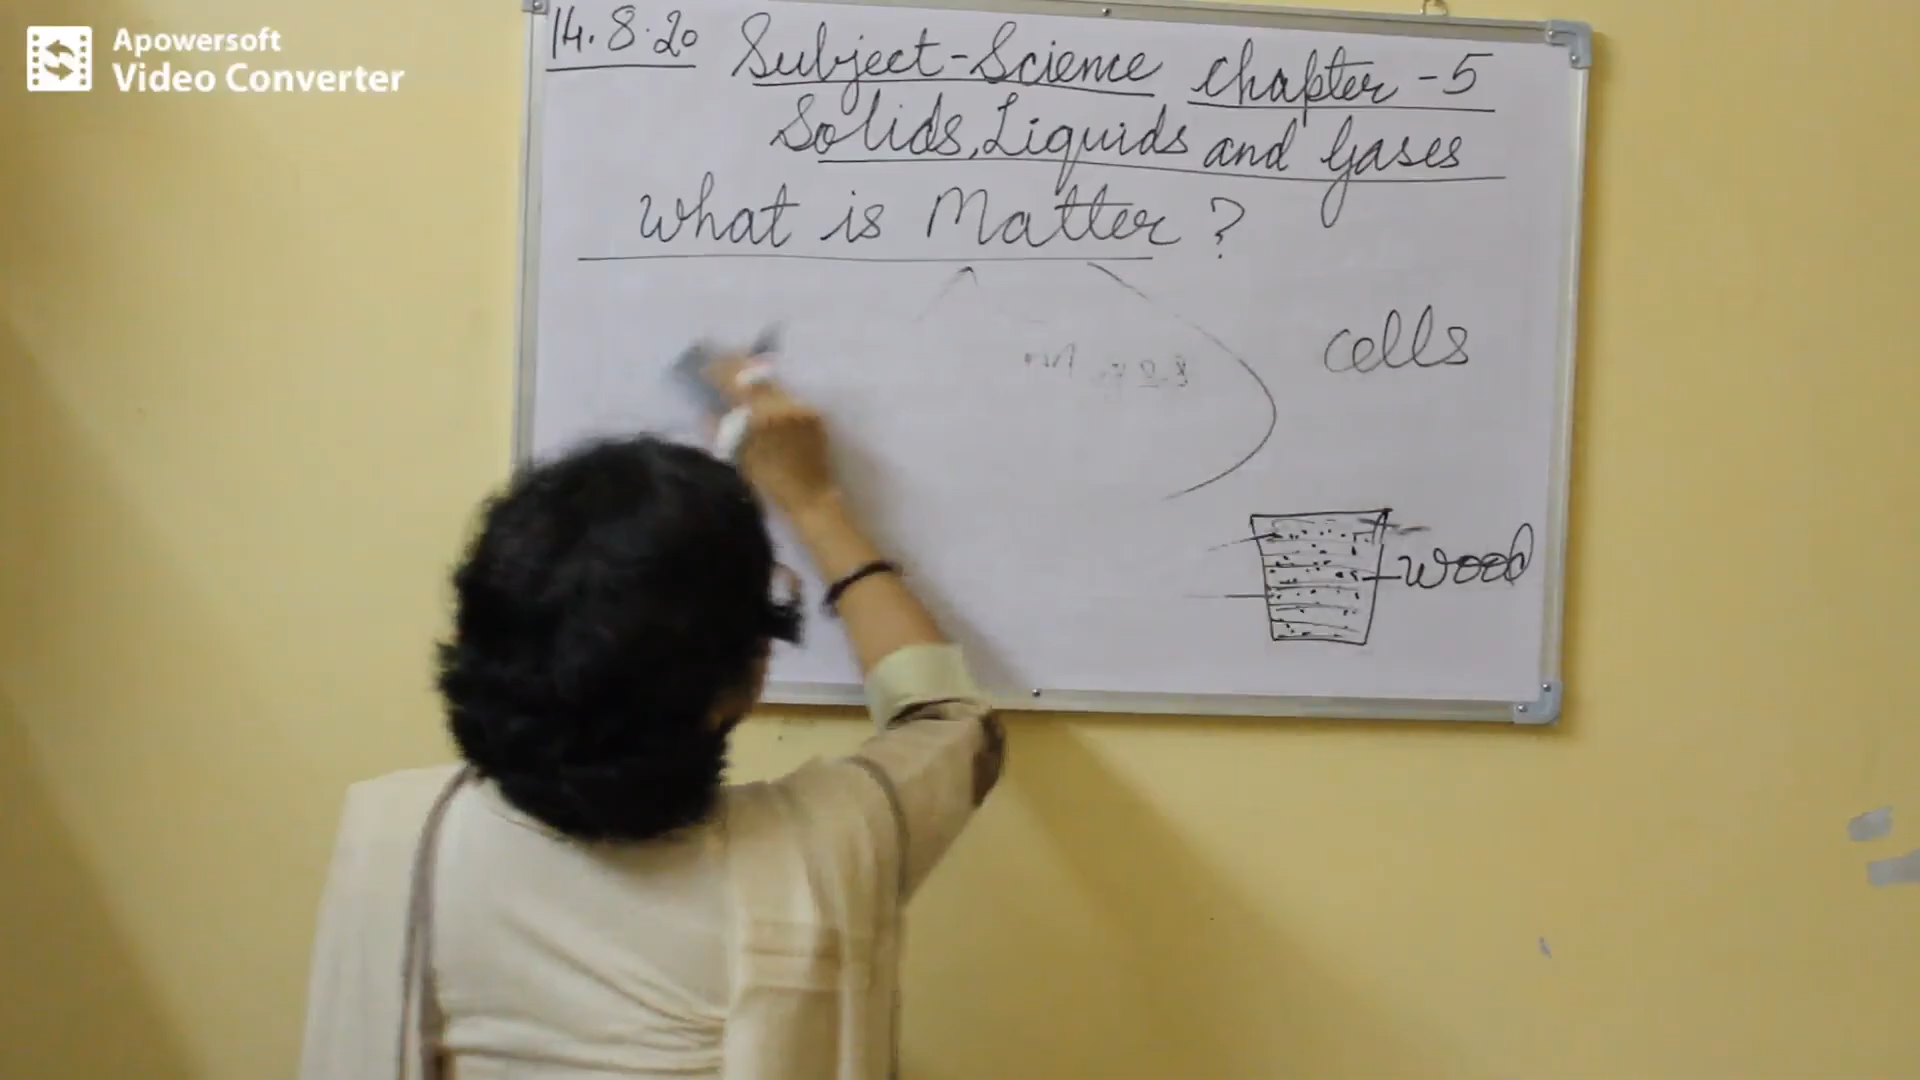 Apowersoft
Video Converter
14.8.20
Subject-Science Chapter-5
Solids, Liquids and Gases
What is Matter?
cells
wood